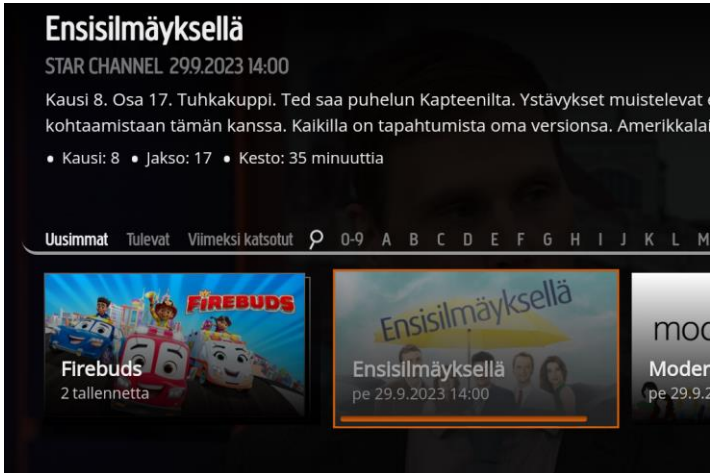 Ensisilmäyksellä
STAR CHANNEL 29.9.2023 14:00
Kausi 8. Osa 17. Tuhkakuppi. Ted saa puhelun Kapteenilta. Ystävykset muistelevat
kohtaamistaan tämän kanssa. Kaikilla on tapahtumista oma versionsa. Amerikkalai
• Kausi: 8 • Jakso: 17 • Kesto: 35 minuuttia
Uusimmat Tulevat Viimeksi katsotut 0-9 A B C D E F G H I J K L M
FIREBUDS
Firebuds
2 tallennetta
Ensisilmäyksellä
Ensisilmäyksellä
pe 29.9.2023 14:00
mod
Moder
pe 29.9.2